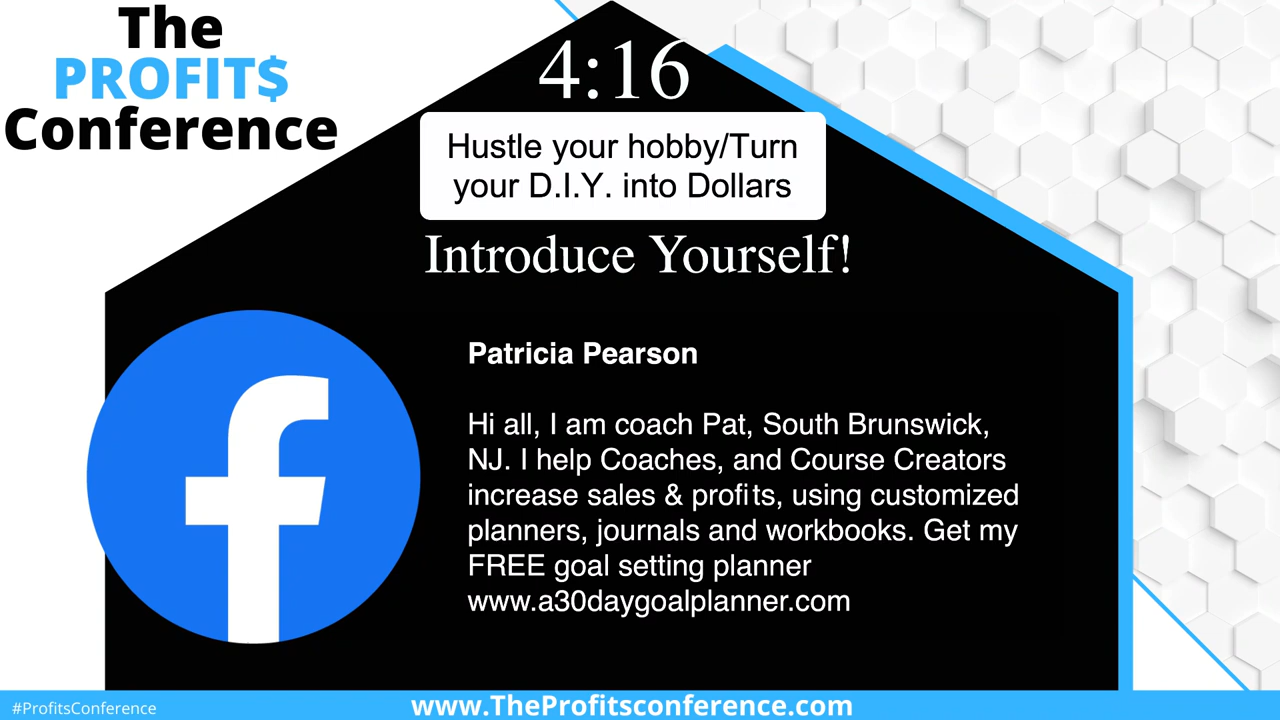 The
PROFIT$
Conference
4:16
Hustle your hobby/Turn
your D.I.Y. into Dollars
Introduce Yourself!
Patricia Pearson
Hi all, I am coach Pat, South Brunswick,
NJ. I help Coaches, and Course Creators
increase sales & profits, using customized
planners, journals and workbooks. Get my
FREE goal setting planner
www.a30daygoalplanner.com
#ProfitsConference
www.TheProfitsconference.com